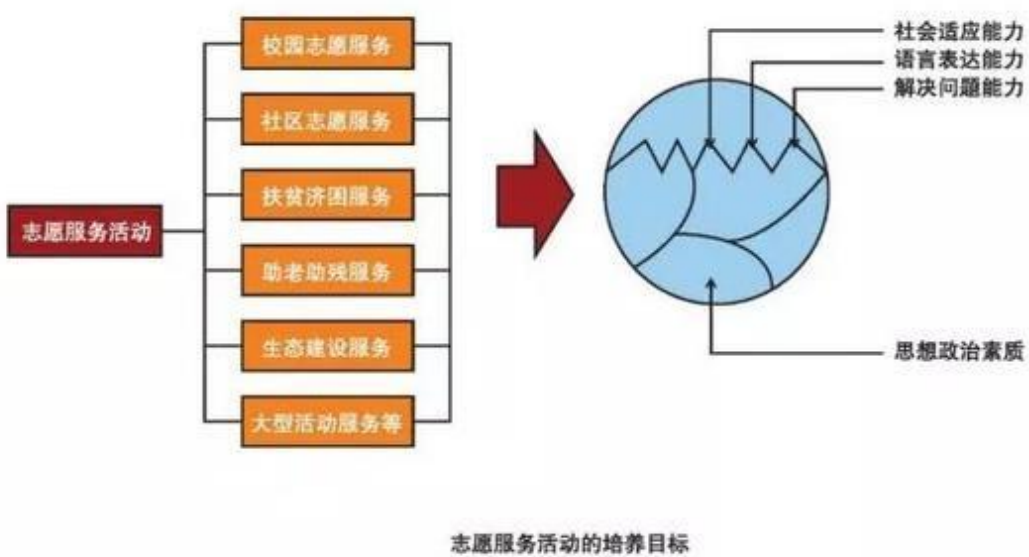 校园志愿服务
社区志愿服务
扶贫济困服务
志愿服务活动
助老助残服务
生态建设服务
大型活动服务等
社会适应能力
语言表达能力
解决问题能力
思想政治素质
志愿服务活动的培养目标